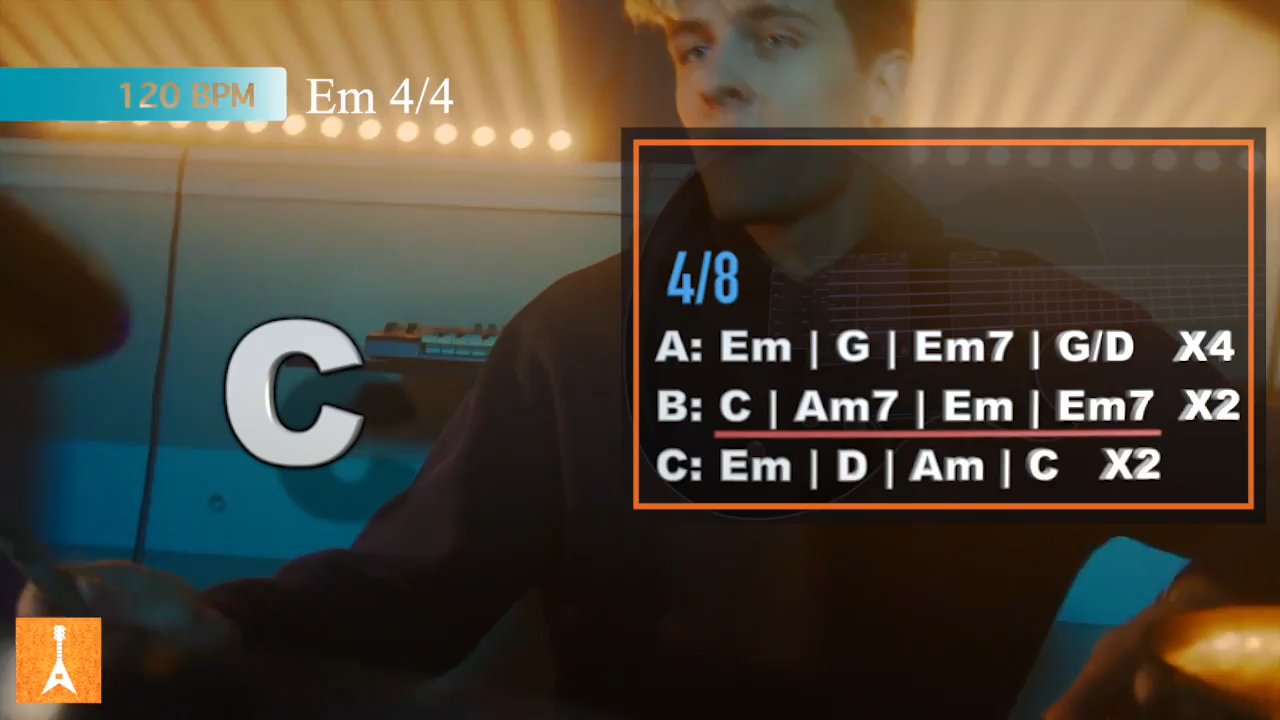 120 BPM Em 4/4
4/8
A: Em | G | Em7 | G/D X4
B: C | Am7 | Em | Em7 X2
C: Em | D | Am | C X2
C